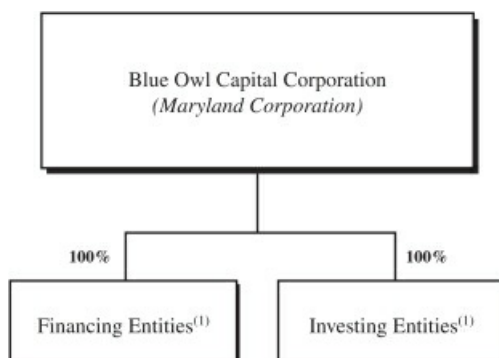 Blue Owl Capital Corporation
(Maryland Corporation)
100%
100%
Financing Entities(1)
Investing Entities(1)